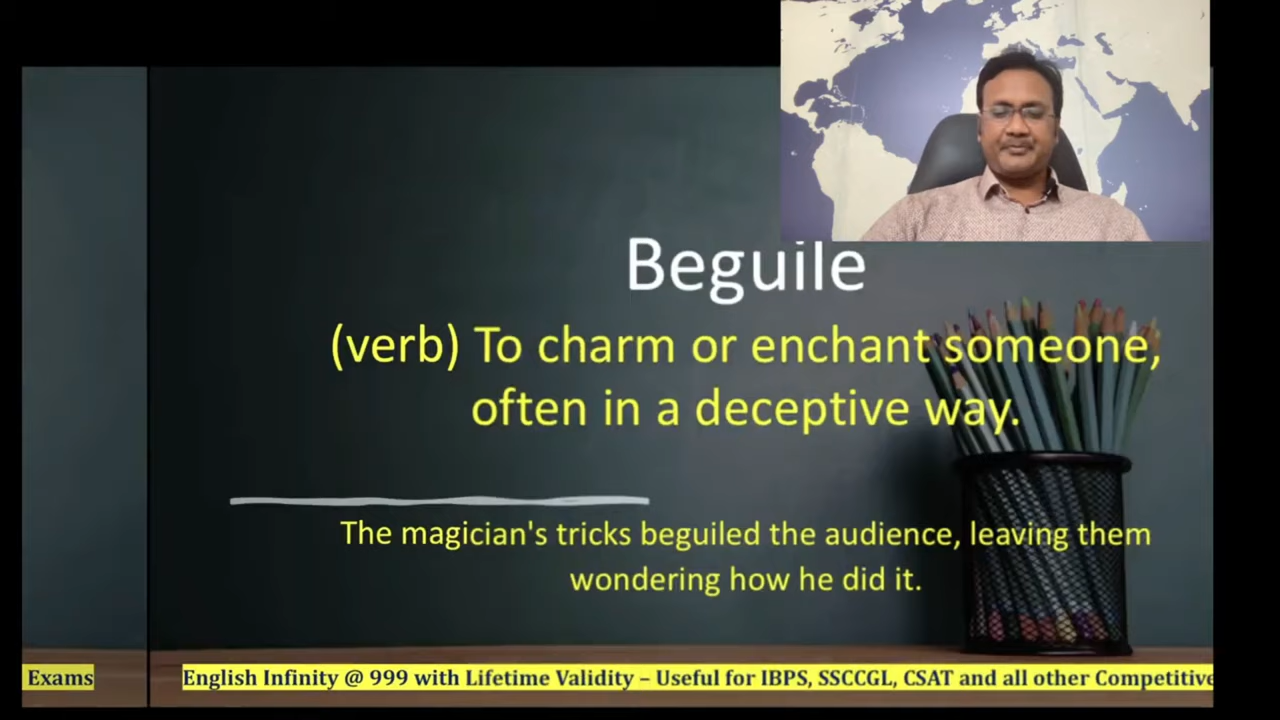 Beguile
(verb) To charm or enchant someone,
often in a deceptive way.
The magician's tricks beguiled the audience, leaving them
wondering how he did it.
Exams
English Infinity @ 999 with Lifetime Validity – Useful for IBPS, SSCCGL, CSAT and all other Competitive